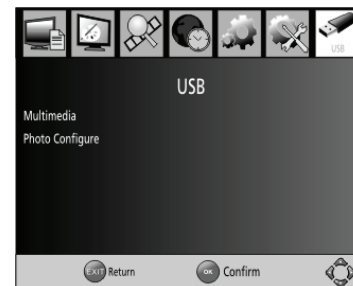 USB
USB
Multimedia
Photo Configure
EXIT Return OK Confirm